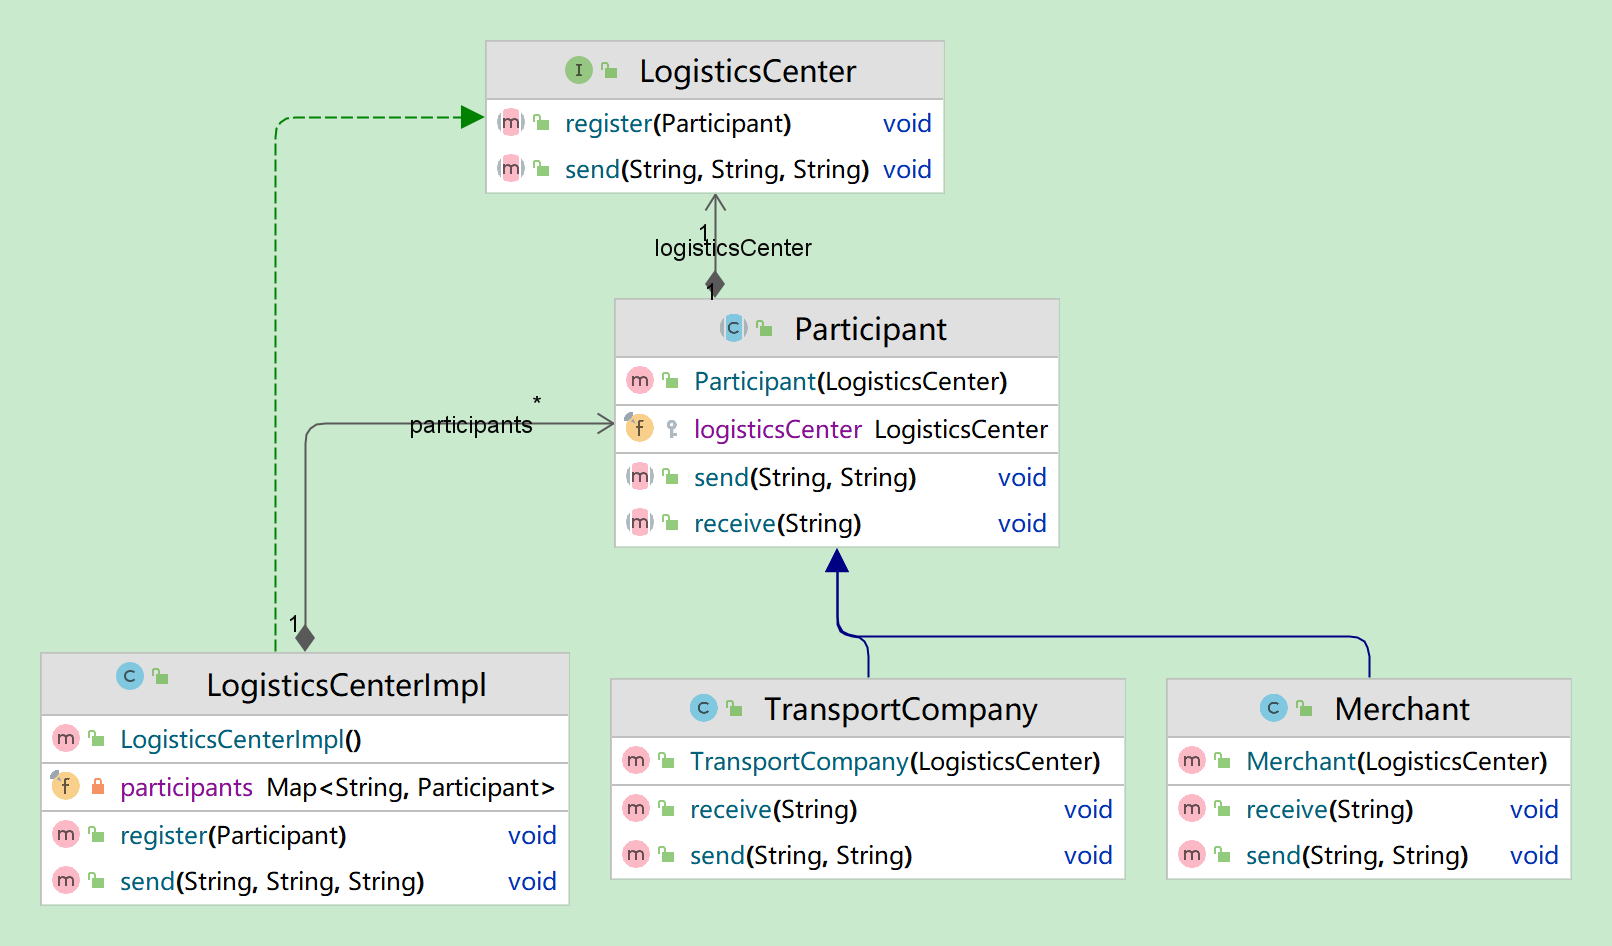 I LogisticsCenter
m register(Participant) void
m send(String, String, String) void
1
logisticsCenter
1
C Participant
m Participant(LogisticsCenter)
f logisticsCenter LogisticsCenter
m send(String, String) void
m receive(String) void
*
participants
1
C LogisticsCenterImpl
m LogisticsCenterImpl()
f participants Map<String, Participant>
m register(Participant) void
m send(String, String, String) void
C TransportCompany
m TransportCompany(LogisticsCenter)
m receive(String) void
m send(String, String) void
C Merchant
m Merchant(LogisticsCenter)
m receive(String) void
m send(String, String) void